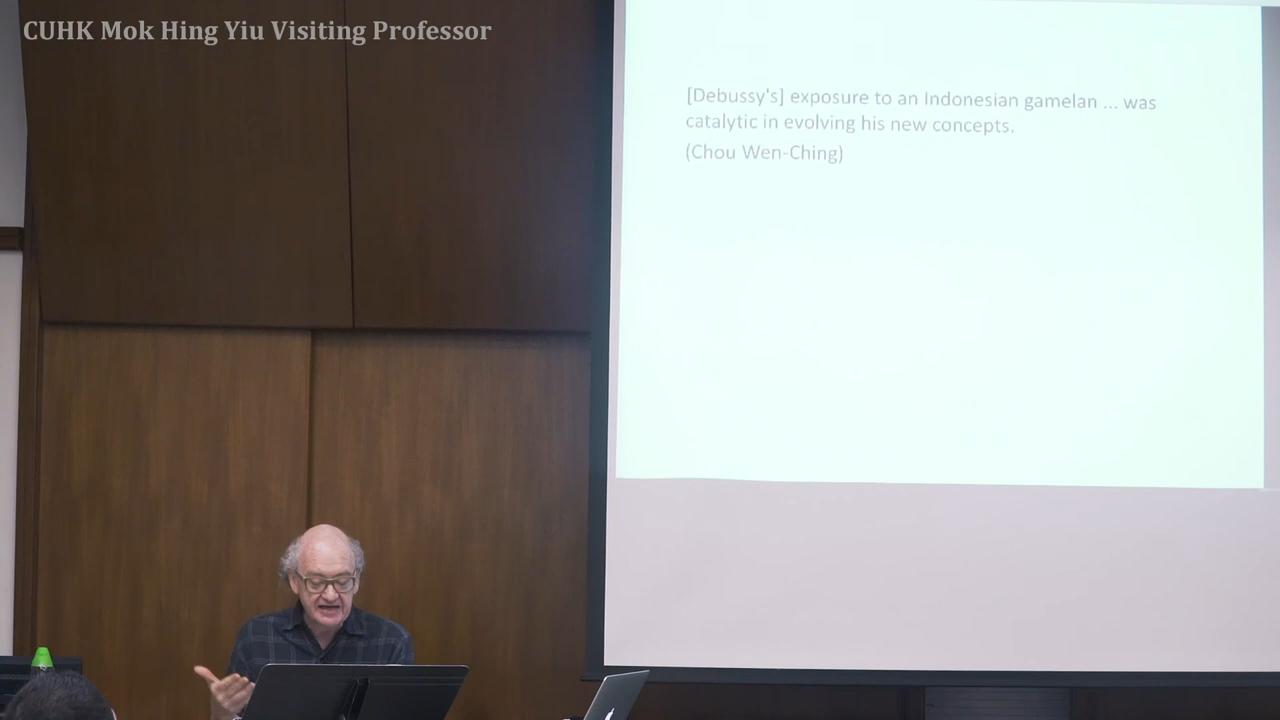 CUHK Mok Hing Yiu Visiting Professor
[Debussy's] exposure to an Indonesian gamelan ... was
catalytic in evolving his new concepts.
(Chou Wen-Ching)